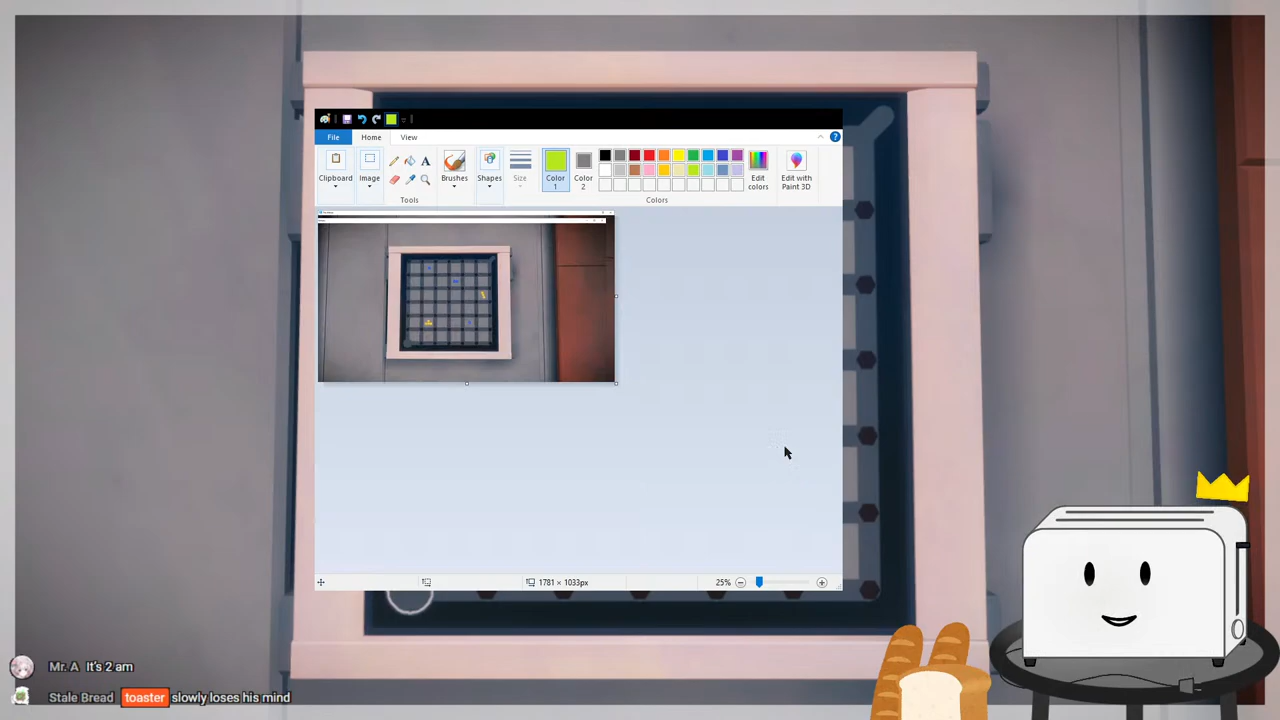 File Home View
Clipboard Image Tools Brushes Shapes Size Color 1 Color 2 Edit colors Edit with Paint 3D
Colors
1781 × 1033px 25%
Mr. A It's 2 am
Stale Bread toaster slowly loses his mind